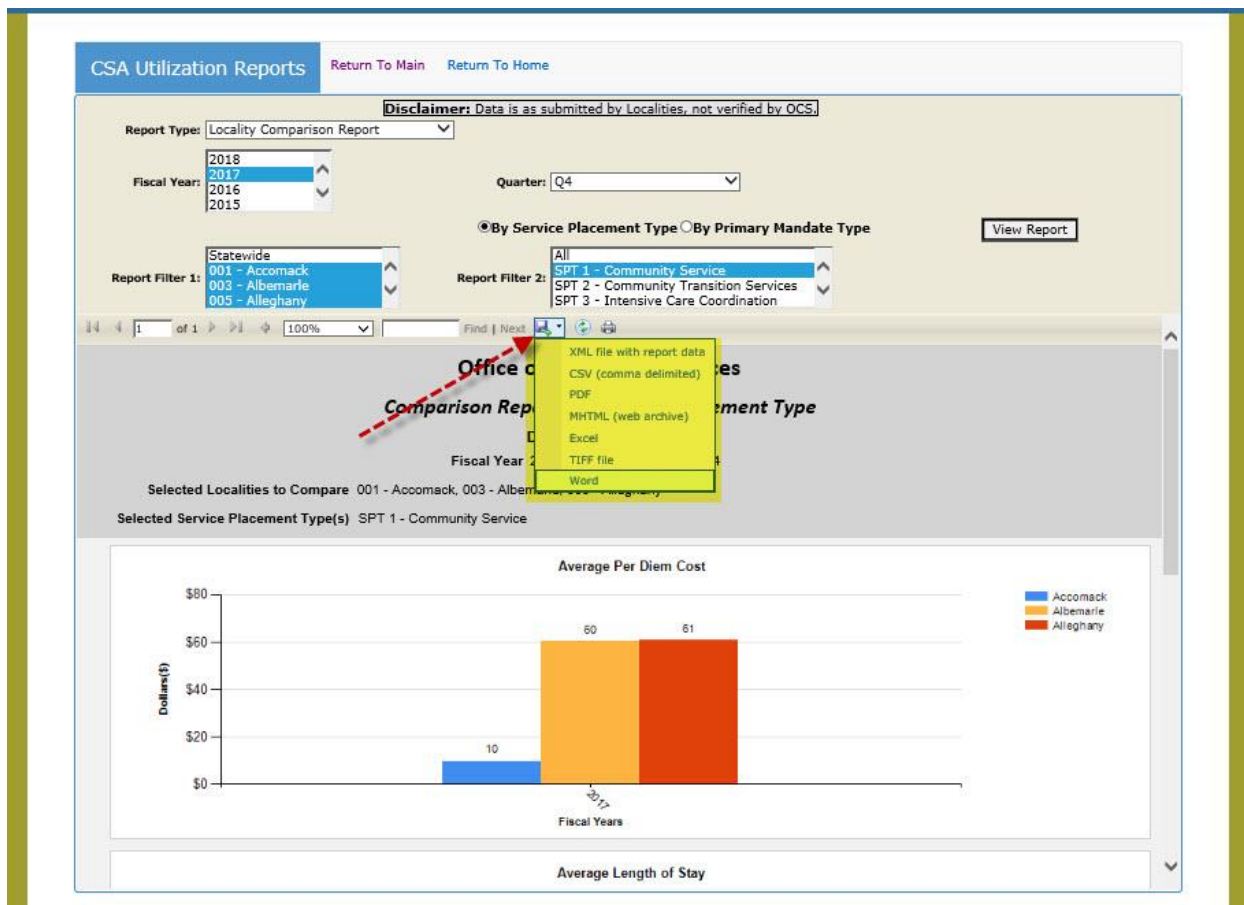 CSA Utilization Reports Return To Main Return To Home
Disclaimer: Data is as submitted by Localities, not verified by OCS.
Report Type: Locality Comparison Report
Fiscal Year: 2018
2017
2016
2015
Quarter: Q4
By Service Placement Type By Primary Mandate Type View Report
Report Filter 1: Statewide
001 - Accomack
003 - Albemarle
005 - Alleghany
Report Filter 2: All
SPT 1 - Community Service
SPT 2 - Community Transition Services
SPT 3 - Intensive Care Coordination
1 of 1 100% Find | Next
XML file with report data
CSV (comma delimited)
PDF
MHTML (web archive)
Excel
TIFF file
Word
Office
Comparison Type
Fiscal Year
Selected Localities to Compare 001 - Accomack, 003 -
Selected Service Placement Type(s) SPT 1 - Community Service
Average Per Diem Cost
$80
$60
$40
$20
$0
Dollars($)
10
60
61
2017
Fiscal Years
Accomack
Albemarle
Alleghany
Average Length of Stay